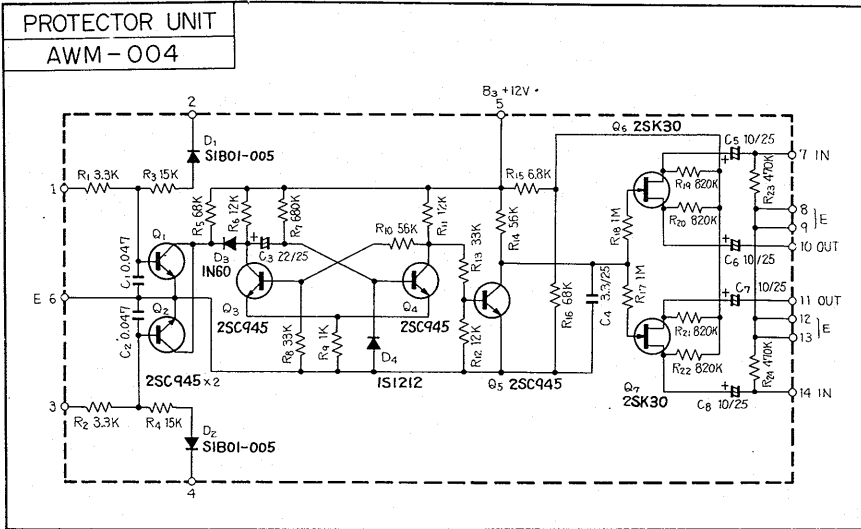 PROTECTOR UNIT
AWM-004
B3 +12V
2
5
D1
S1B01-005
Q6 2SK30
C5 10/25
7 IN
R1 3.3K
R3 15K
R15 6.8K
1
R5 68K
R6 12K
R7 680K
R10 56K
R11 12K
R13 33K
R14 56K
R18 1M
R19 820K
R20 820K
R23 470K
8
9
E
10 OUT
Q1
C1 0.047
D3
1N60
C3 22/25
C6 10/25
E 6
Q3
2SC945
Q4
2SC945
R17 1M
C7 10/25
11 OUT
C2 0.047
Q2
R8 33K
R9 1K
D4
R12 12K
R16 68K
C4 3.3/25
R21 820K
R22 820K
12
13
E
R24 470K
2SC945 x2
1S1212
Q5 2SC945
Q7
2SK30
C8 10/25
14 IN
3
R2 3.3K
R4 15K
D2
S1B01-005
4